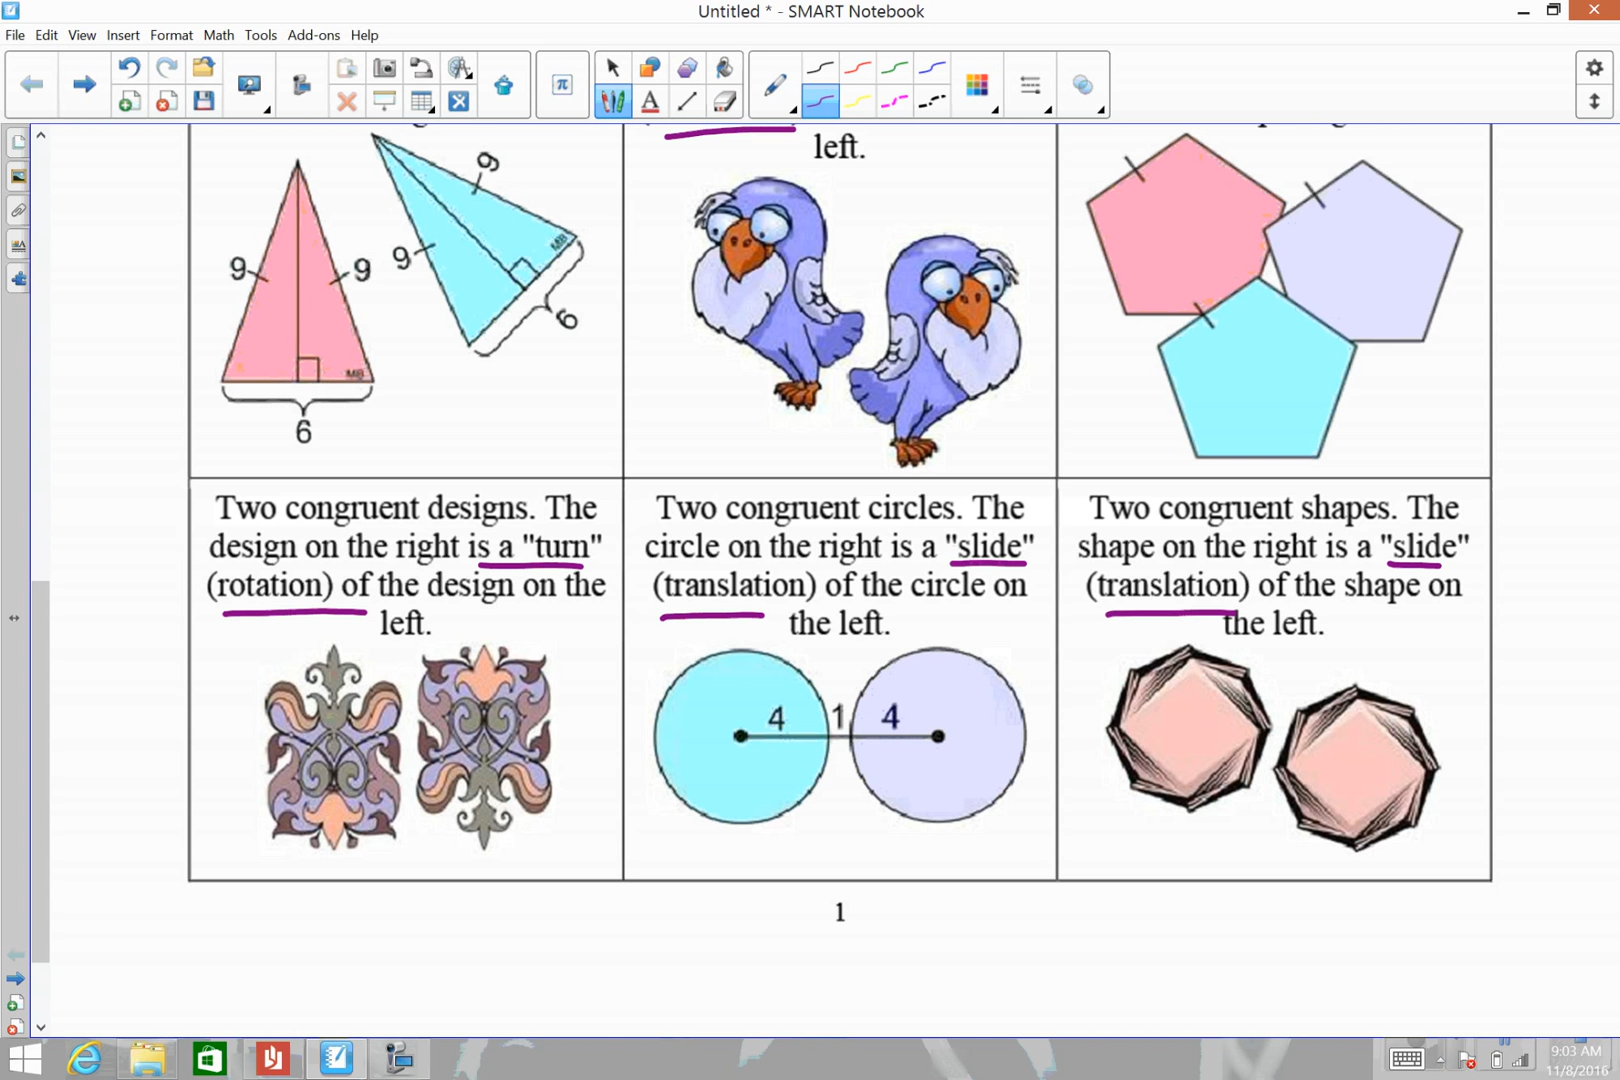 Untitled * - SMART Notebook
File Edit View Insert Format Math Tools Add-ons Help
left.
9 9 6
9 9 6
MB
MB
Two congruent designs. The
design on the right is a "turn"
(rotation) of the design on the
left.
Two congruent circles. The
circle on the right is a "slide"
(translation) of the circle on
the left.
4 1 4
Two congruent shapes. The
shape on the right is a "slide"
(translation) of the shape on
the left.
1
9:03 AM
11/8/2016